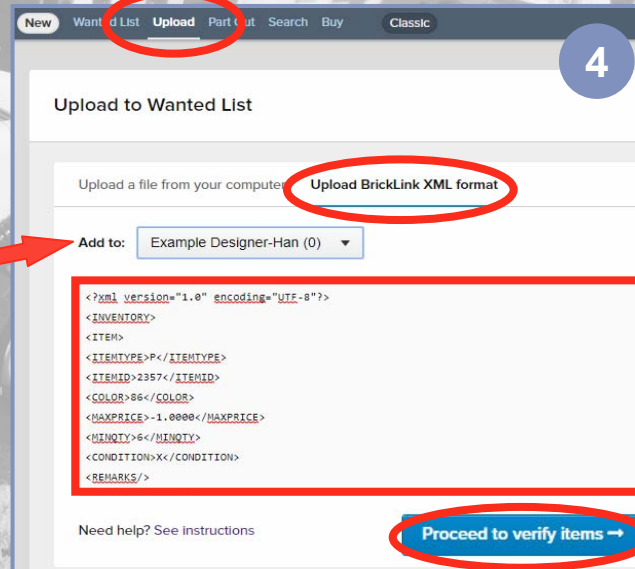 New Wanted List Upload Part Out Search Buy Classic
4
Upload to Wanted List
Upload a file from your computer Upload BrickLink XML format
Add to: Example Designer-Han (0)
<?xml version="1.0" encoding="UTF-8"?>
<INVENTORY>
<ITEM>
<ITEMTYPE>P</ITEMTYPE>
<ITEMID>2357</ITEMID>
<COLOR>86</COLOR>
<MAXPRICE>-1.0000</MAXPRICE>
<MINQTY>6</MINQTY>
<CONDITION>X</CONDITION>
<REMARKS/>
Need help? See instructions
Proceed to verify items →